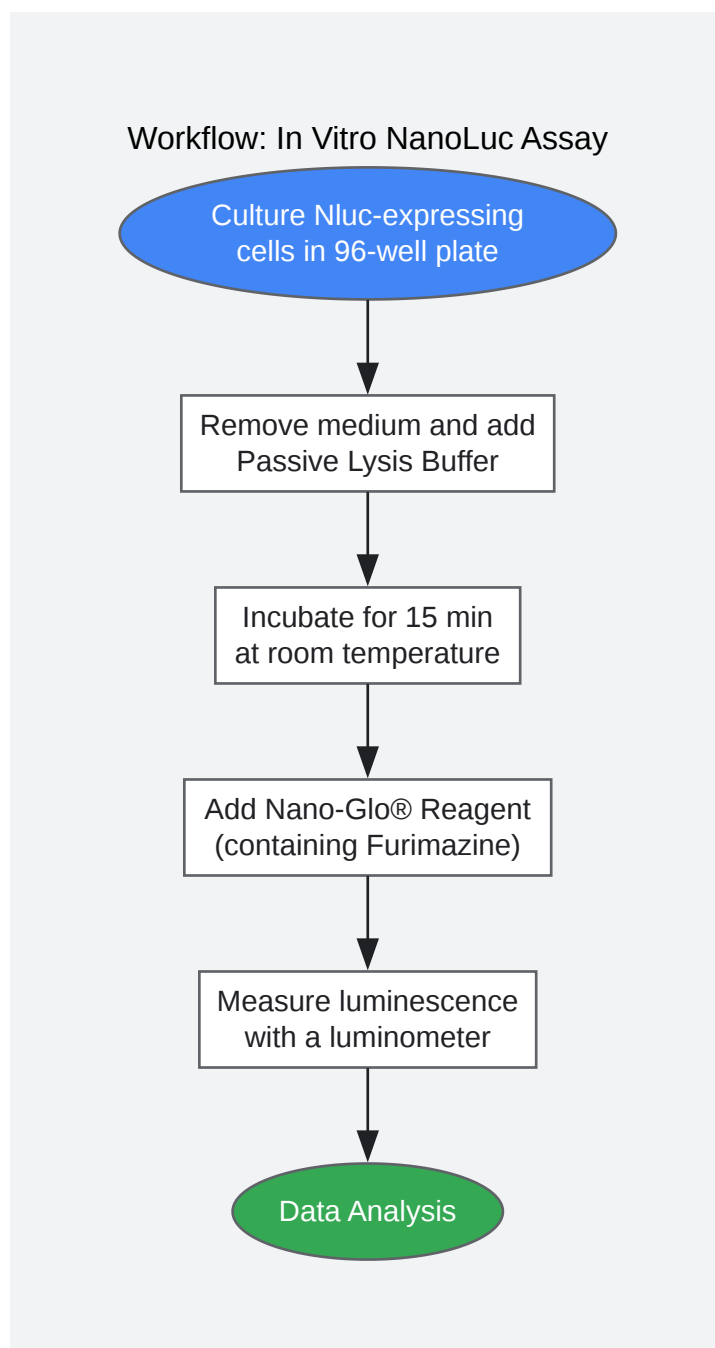 Workflow: In Vitro NanoLuc Assay
Culture Nluc-expressing
cells in 96-well plate
Remove medium and add
Passive Lysis Buffer
Incubate for 15 min
at room temperature
Add Nano-Glo® Reagent
(containing Furimazine)
Measure luminescence
with a luminometer
Data Analysis